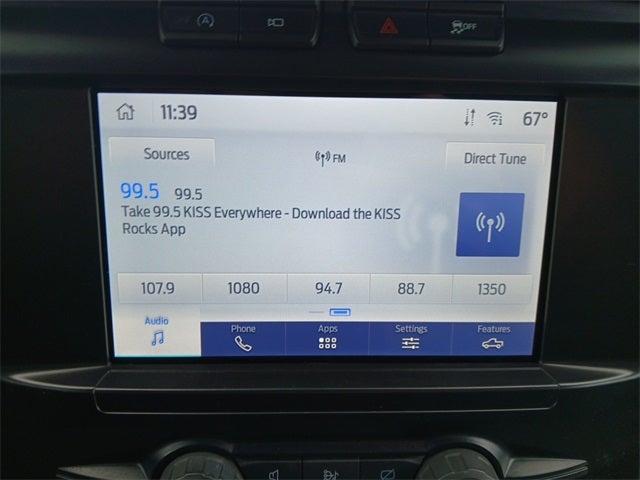 OFF
11:39
67°
Sources
FM
Direct Tune
99.5 99.5
Take 99.5 KISS Everywhere - Download the KISS
Rocks App
107.9 1080 94.7 88.7 1350
Audio Phone Apps Settings Features